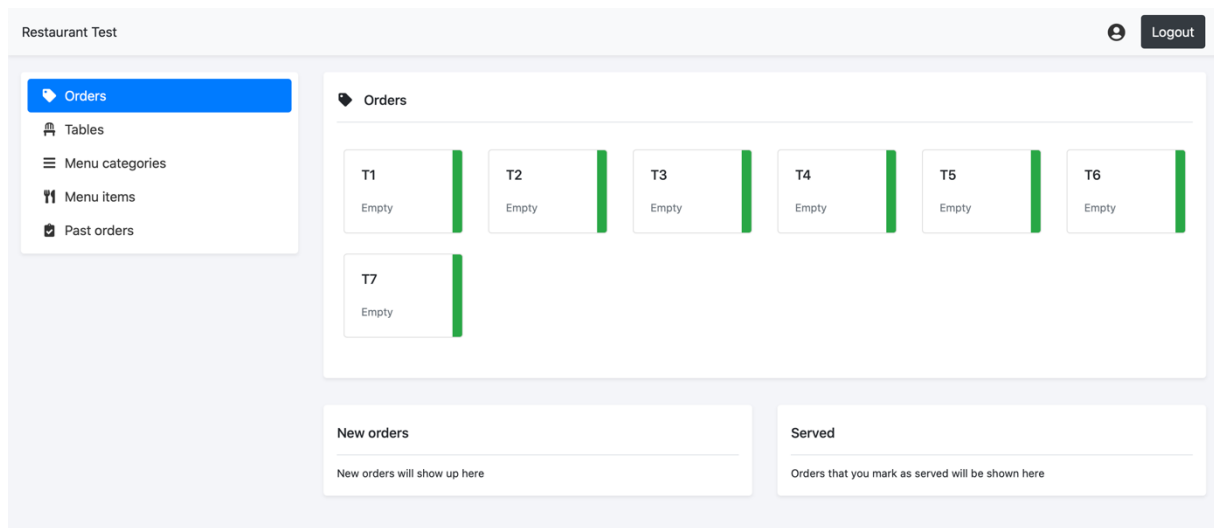 Restaurant Test
Logout
Orders
Tables
Menu categories
Menu items
Past orders
Orders
T1
T2
T3
T4
T5
T6
Empty
Empty
Empty
Empty
Empty
Empty
T7
Empty
New orders
New orders will show up here
Served
Orders that you mark as served will be shown here